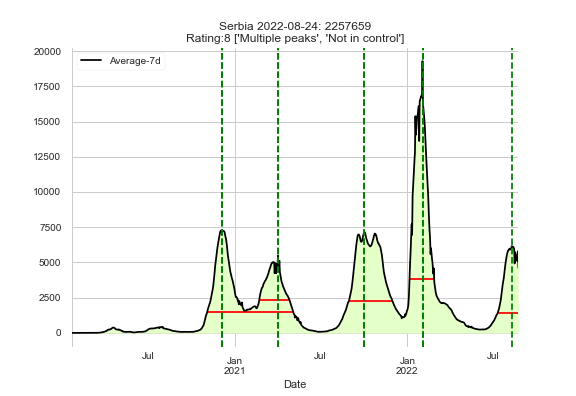 Serbia 2022-08-24: 2257659
Rating:8 ['Multiple peaks', 'Not in control']
Average-7d
20000
17500
15000
12500
10000
7500
5000
2500
0
Jul
Jan
2021
Jul
Jan
2022
Jul
Date